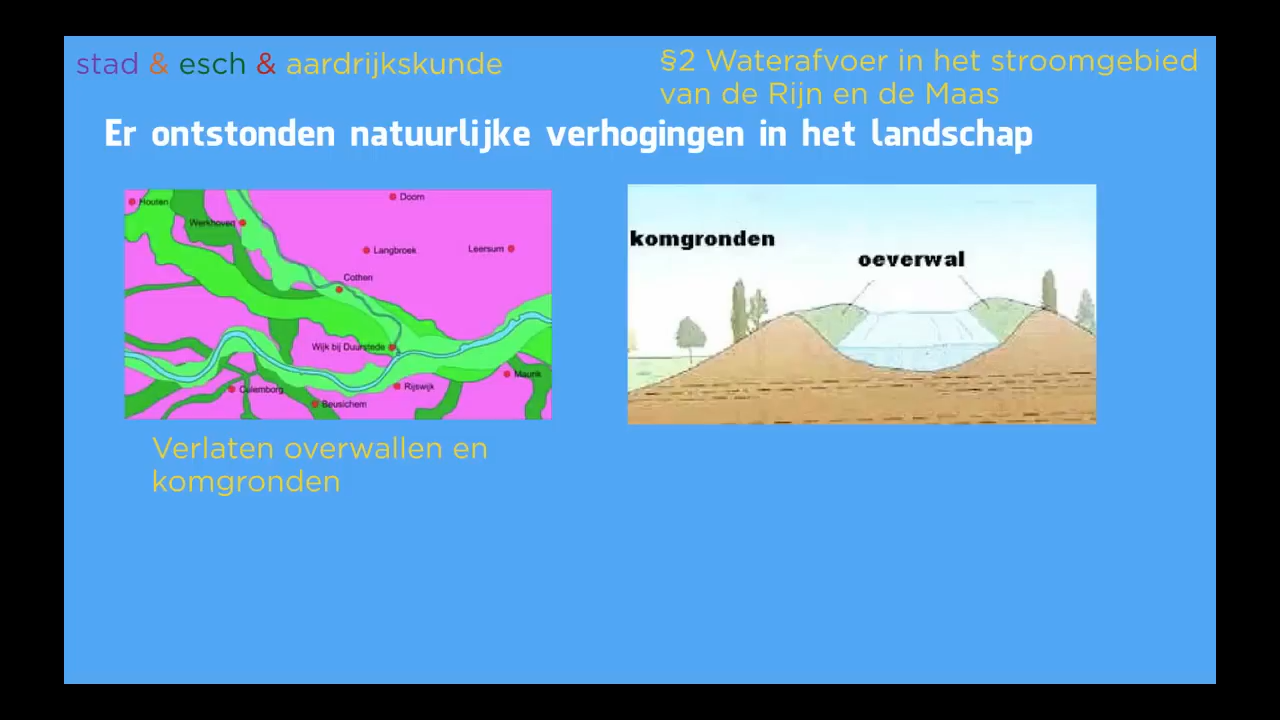 stad & esch & aardrijkskunde
§2 Waterafvoer in het stroomgebied
van de Rijn en de Maas
Er ontstonden natuurlijke verhogingen in het landschap
Houten
Doorn
Werkhoven
Langbroek
Leersum
Cothen
Wijk bij Duurstede
Maurik
Rijswijk
Culemborg
Beusichem
komgronden
oeverwal
Verlaten overwallen en
komgronden